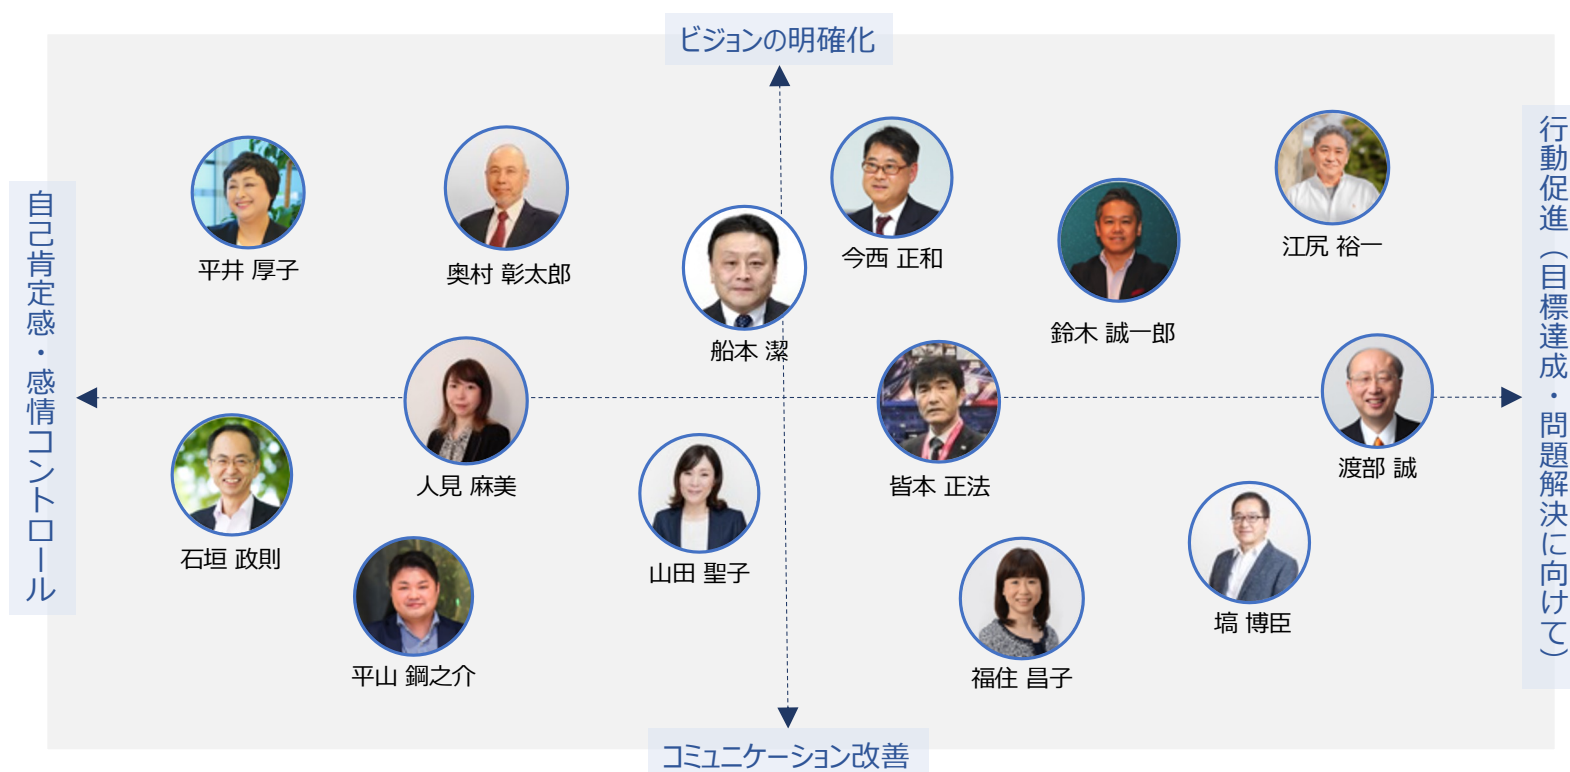 ビジョンの明確化
自己肯定感・感情コントロール
行動促進（目標達成・問題解決に向けて）
平井 厚子
奥村 彰太郎
船本 潔
今西 正和
鈴木 誠一郎
江尻 裕一
人見 麻美
皆本 正法
渡部 誠
石垣 政則
山田 聖子
塙 博臣
平山 鋼之介
福住 昌子
コミュニケーション改善